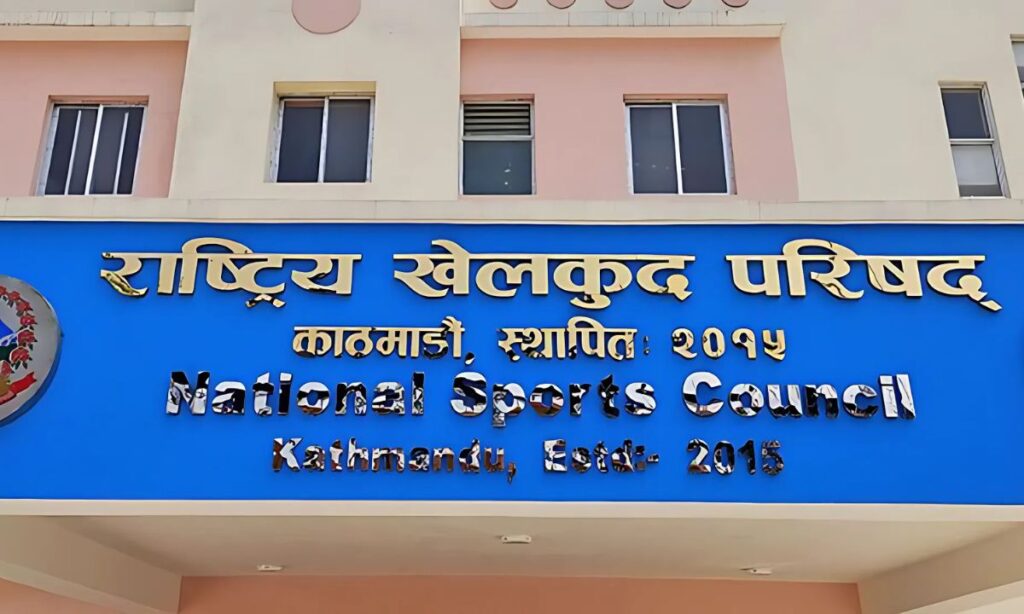 राष्ट्रिय खेलकुद परिषद्
काठमाडौं, स्थापितः २०१५
National Sports Council
Kathmandu, Estd:- 2015